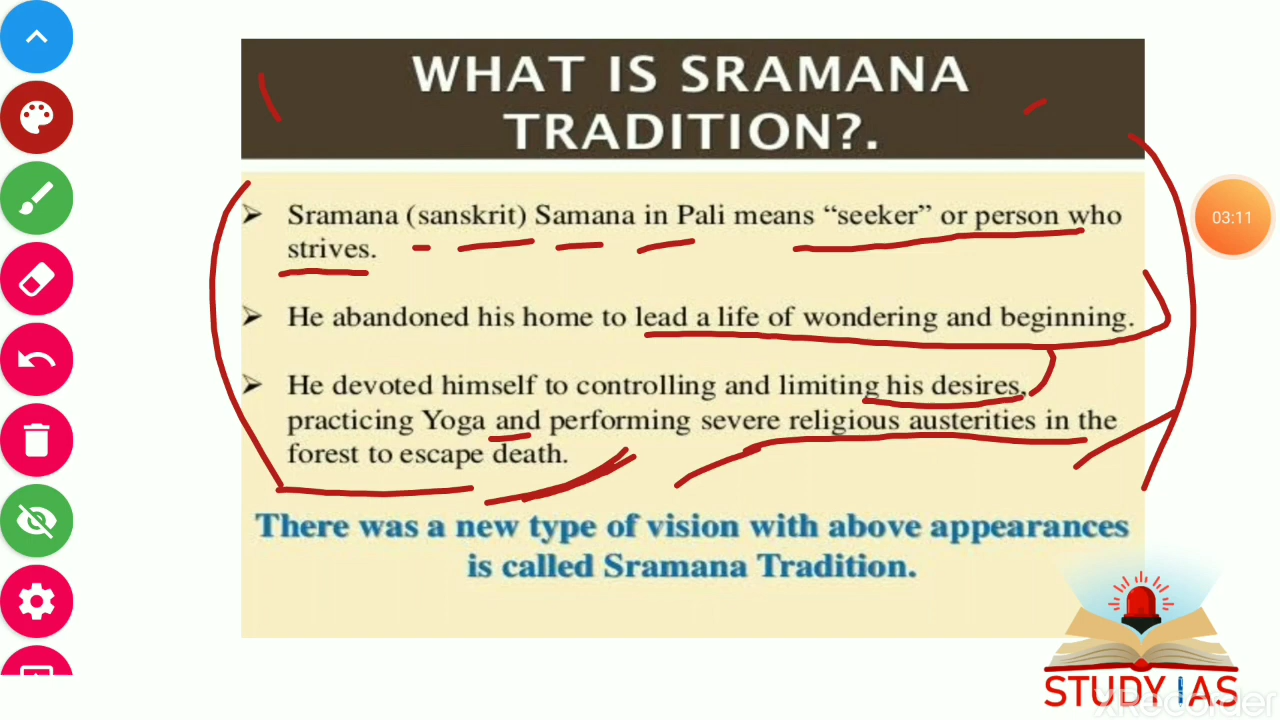 WHAT IS SRAMANA
TRADITION?.
03:11
➢ Sramana (sanskrit) Samana in Pali means “seeker” or person who
strives.
➢ He abandoned his home to lead a life of wondering and beginning.
➢ He devoted himself to controlling and limiting his desires,
practicing Yoga and performing severe religious austerities in the
forest to escape death.
There was a new type of vision with above appearances
is called Sramana Tradition.
STUDY IAS
XRecorder